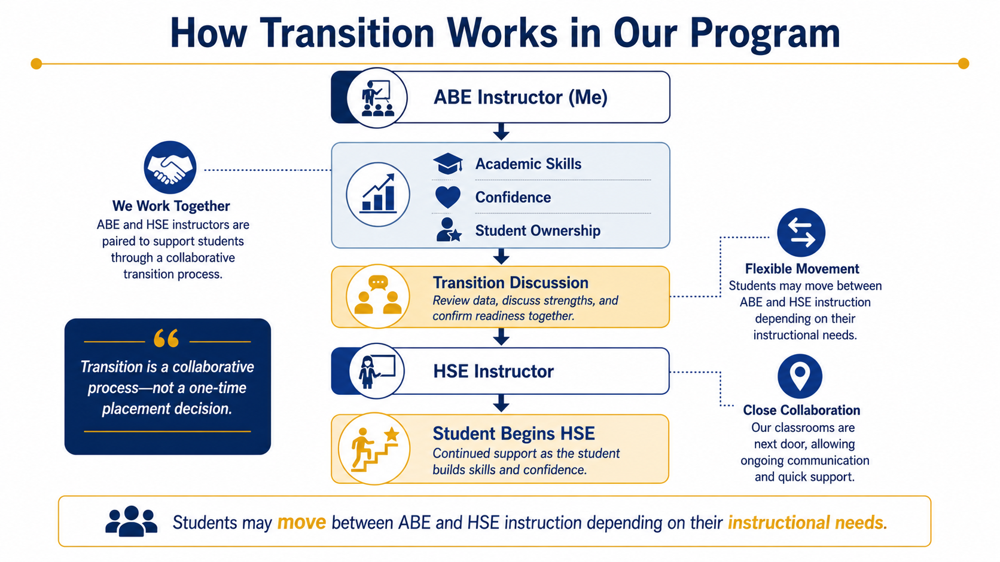 How Transition Works in Our Program
ABE Instructor (Me)
Academic Skills
Confidence
Student Ownership
We Work Together
ABE and HSE instructors are
paired to support students
through a collaborative
transition process.
Transition Discussion
Review data, discuss strengths, and
confirm readiness together.
Flexible Movement
Students may move between
ABE and HSE instruction
depending on their
instructional needs.
“
Transition is a collaborative
process—not a one-time
placement decision.
HSE Instructor
Close Collaboration
Our classrooms are
next door, allowing
ongoing communication
and quick support.
Student Begins HSE
Continued support as the student
builds skills and confidence.
Students may move between ABE and HSE instruction depending on their instructional needs.